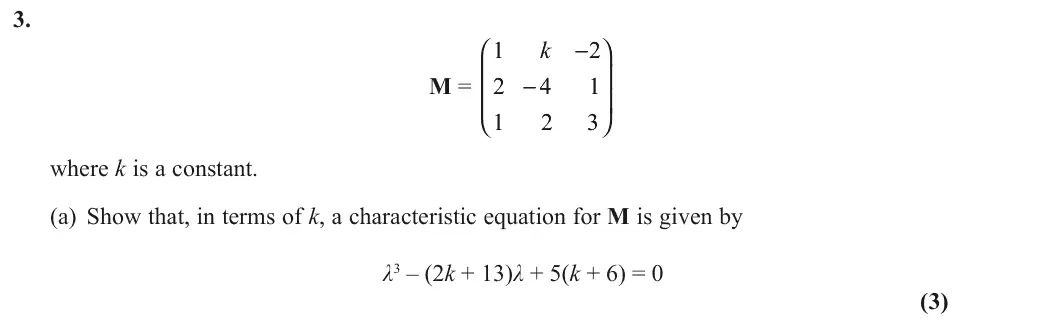 3.
M = ( 1 k −2
2 −4 1
1 2 3 )
where k is a constant.
(a) Show that, in terms of k, a characteristic equation for M is given by
λ³ – (2k + 13)λ + 5(k + 6) = 0
(3)